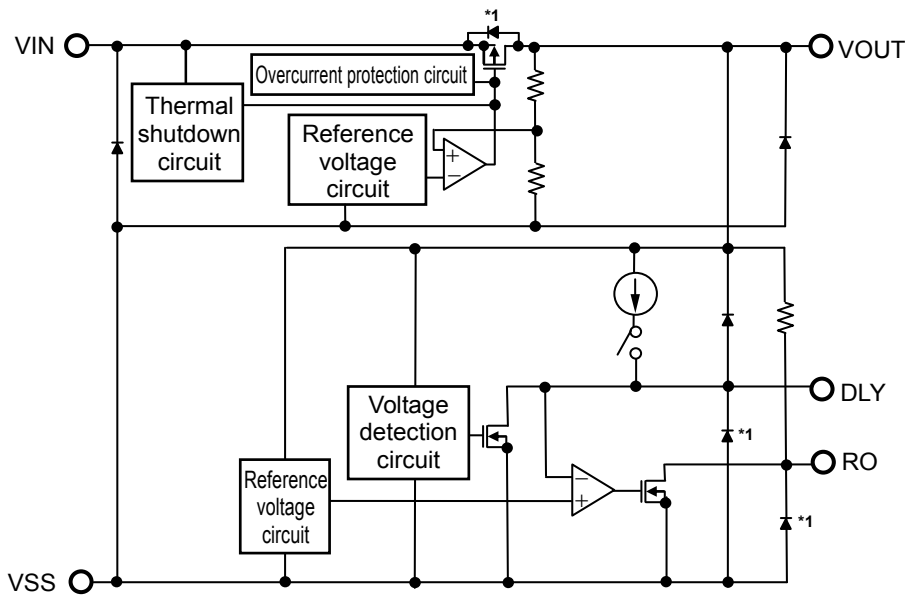 *1
VIN
VOUT
Overcurrent protection circuit
Thermal
shutdown
circuit
Reference
voltage
circuit
+
−
DLY
Voltage
detection
circuit
*1
RO
Reference
voltage
circuit
−
+
*1
VSS